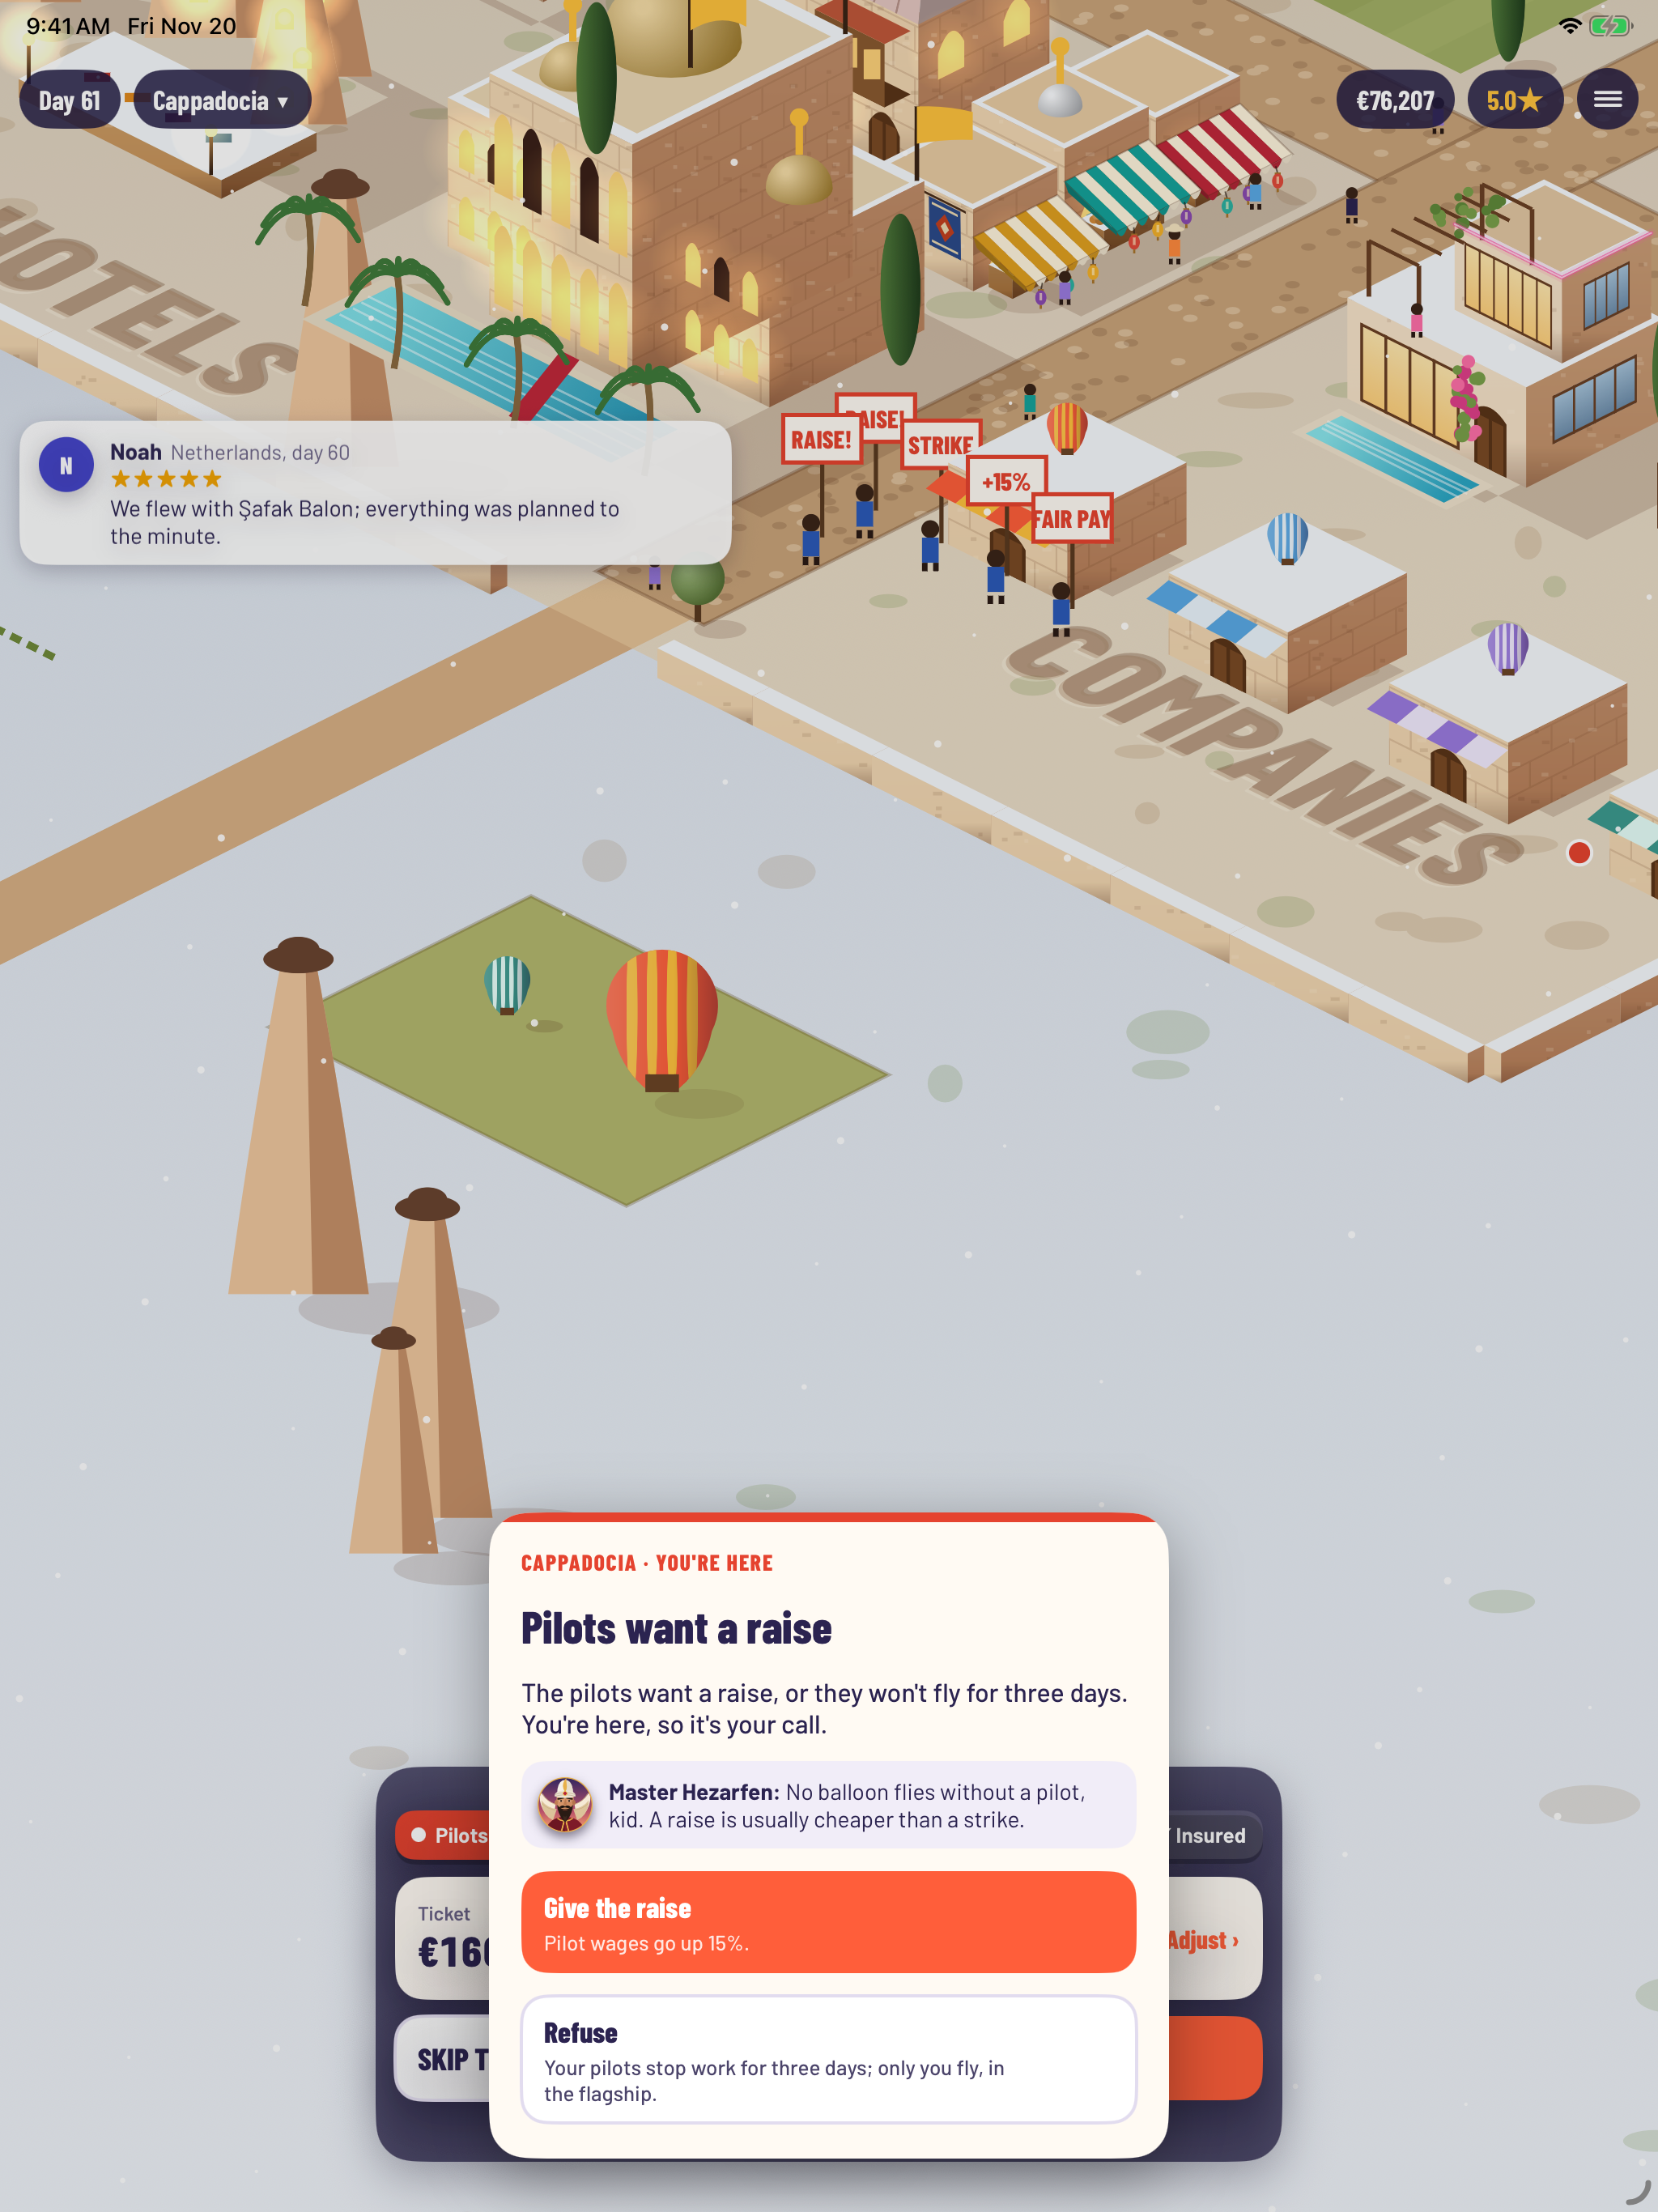 9:41 AM Fri Nov 20
Day 61
Cappadocia ▾
€76,207
5.0★
HOTELS
N
Noah Netherlands, day 60
★★★★★
We flew with Şafak Balon; everything was planned to
the minute.
RAISE!
RAISE!
STRIKE
+15%
FAIR PAY
COMPANIES
CAPPADOCIA · YOU'RE HERE
Pilots want a raise
The pilots want a raise, or they won't fly for three days.
You're here, so it's your call.
Master Hezarfen: No balloon flies without a pilot,
kid. A raise is usually cheaper than a strike.
Pilots
Insured
Give the raise
Pilot wages go up 15%.
Ticket
€160
Adjust ›
Refuse
Your pilots stop work for three days; only you fly, in
the flagship.
SKIP T